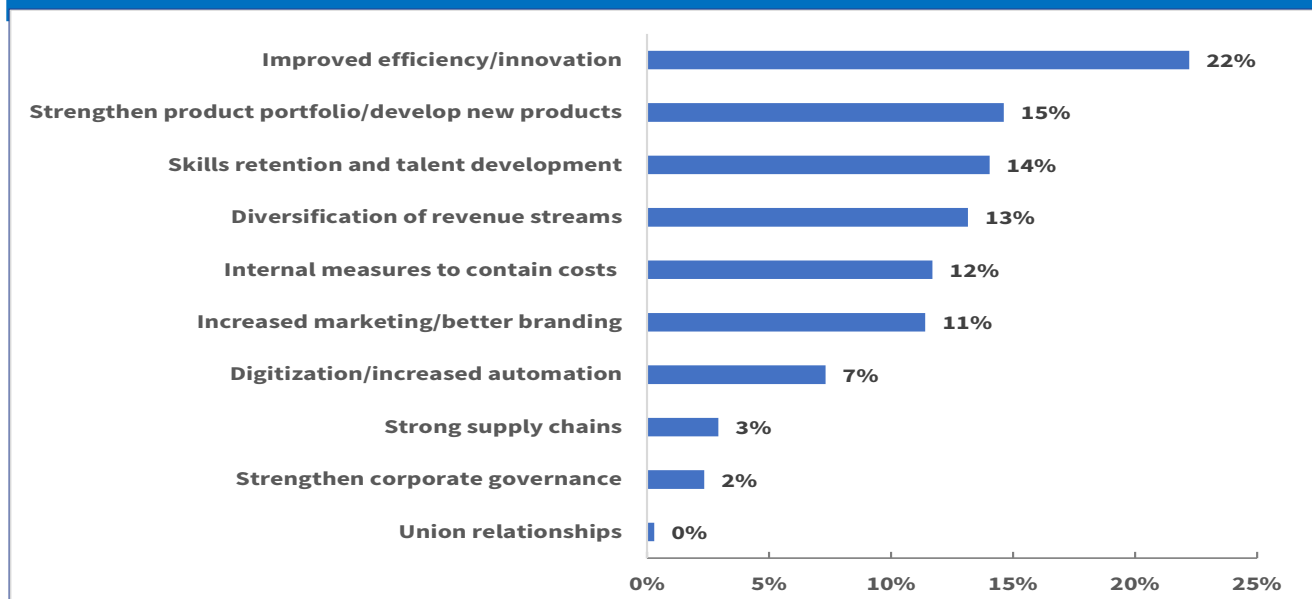 Improved efficiency/innovation 22%
Strengthen product portfolio/develop new products 15%
Skills retention and talent development 14%
Diversification of revenue streams 13%
Internal measures to contain costs 12%
Increased marketing/better branding 11%
Digitization/increased automation 7%
Strong supply chains 3%
Strengthen corporate governance 2%
Union relationships 0%
0% 5% 10% 15% 20% 25%